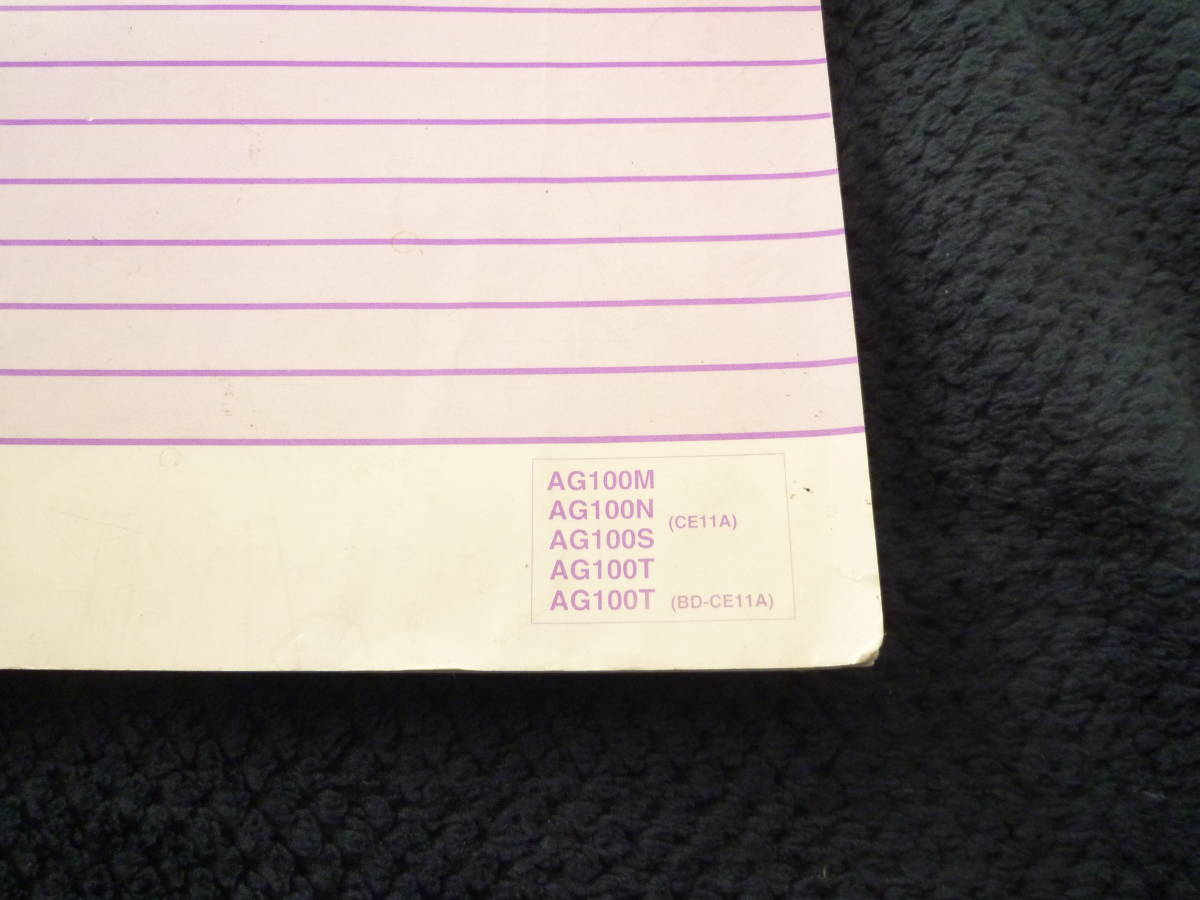 AG100M
AG100N
(CE11A)
AG100S
AG100T
AG100T (BD-CE11A)